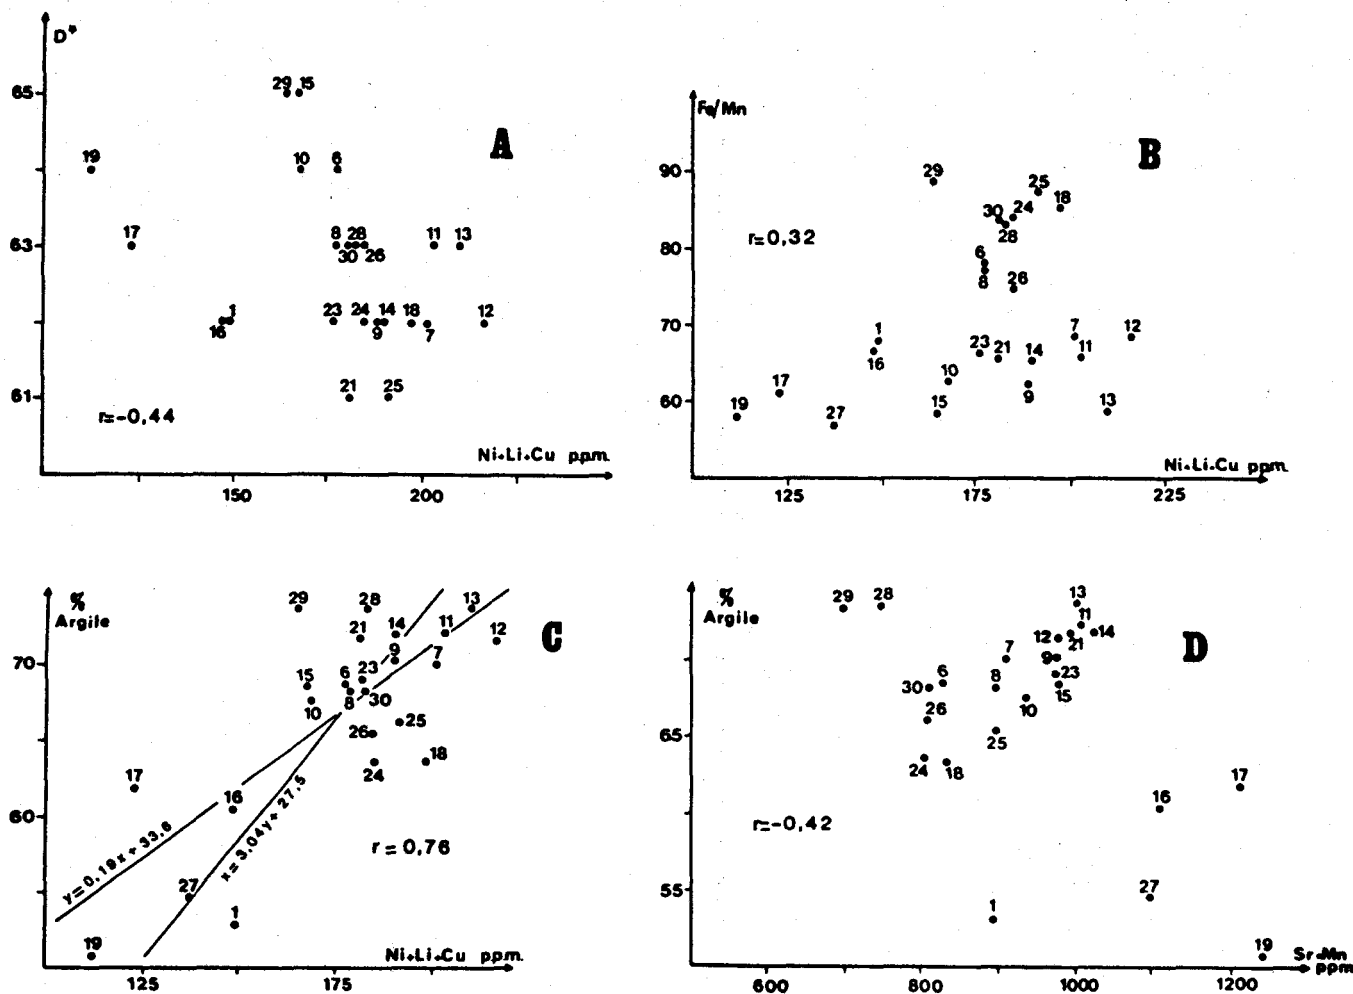 D*
A
65
63
61
29 15
19
10 6
17
8 28 11 13
30 26
1
16
23 24 14 18 12
9 7
21 25
r=-0,44
Ni.Li.Cu ppm.
150 200
Fe/Mn
B
90
80
70
60
29
25
18
30 24
28
r=0,32
6
8
26
1
16
7 12
23 21 14 11
10
9
17
19
27
15
13
Ni.Li.Cu ppm.
125 175 225
%
Argile
C
70
60
29 28 13
21 14 11 12
9 7
15 6 23
10 8 30
26 25
24 18
17
16
27
1
19
y=0,19x+33,6
x=3,04y+27,5
r=0,76
Ni.Li.Cu ppm.
125 175
%
Argile
D
65
55
29 28
13
11
12 21 14
7 9
6 8 23
30 15
10
26
25
24 18
17
16
27
1
19
r=-0,42
Sr.Mn
ppm
600 800 1000 1200